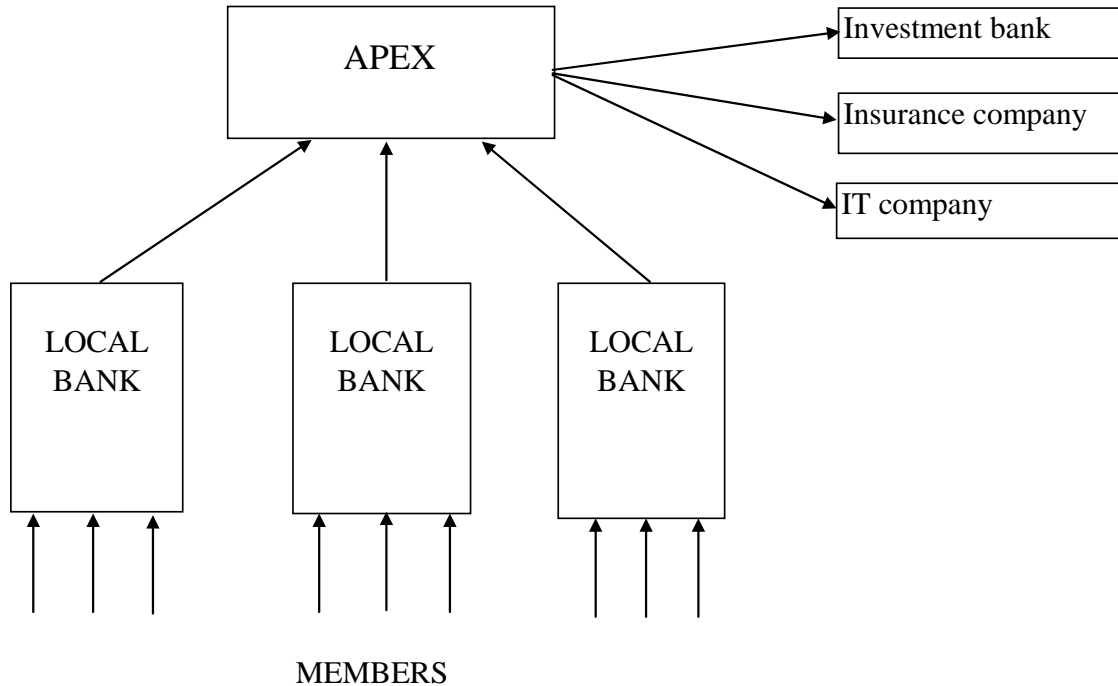 APEX
Investment bank
Insurance company
IT company
LOCAL
BANK
LOCAL
BANK
LOCAL
BANK
MEMBERS